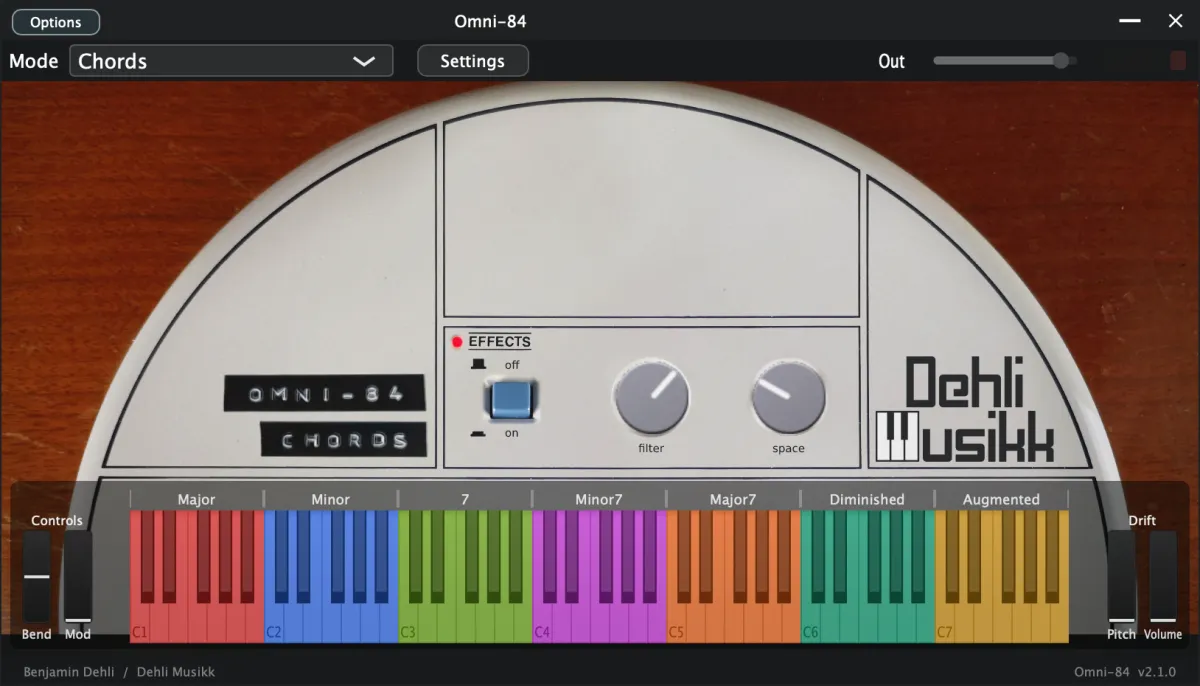 Options
Omni-84
Mode
Chords
Settings
Out
EFFECTS
off
on
filter
space
OMNI-84
CHORDS
Dehli
Musikk
Controls
Bend
Mod
Major
Minor
7
Minor7
Major7
Diminished
Augmented
C1
C2
C3
C4
C5
C6
C7
Drift
Pitch
Volume
Benjamin Dehli / Dehli Musikk
Omni-84 v2.1.0